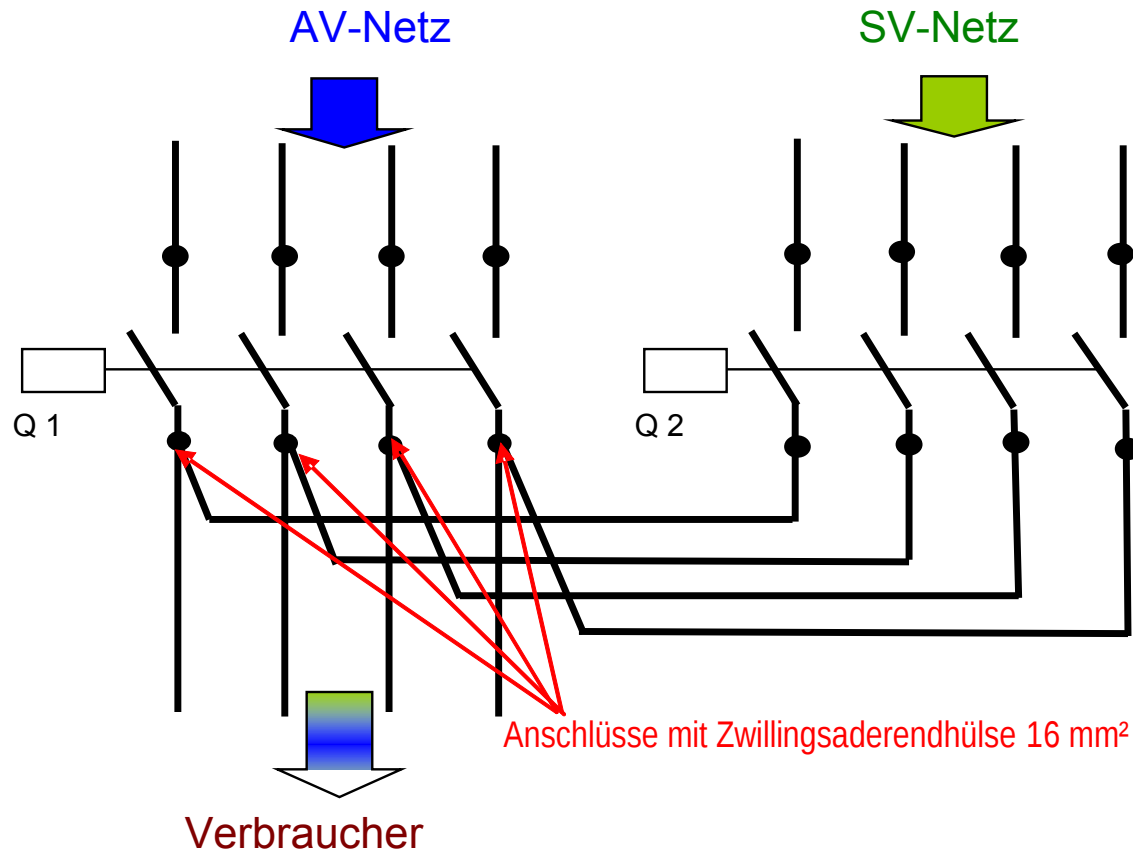 AV-Netz
SV-Netz
Q 1
Q 2
Anschlüsse mit Zwillingsaderendhülse 16 mm²
Verbraucher